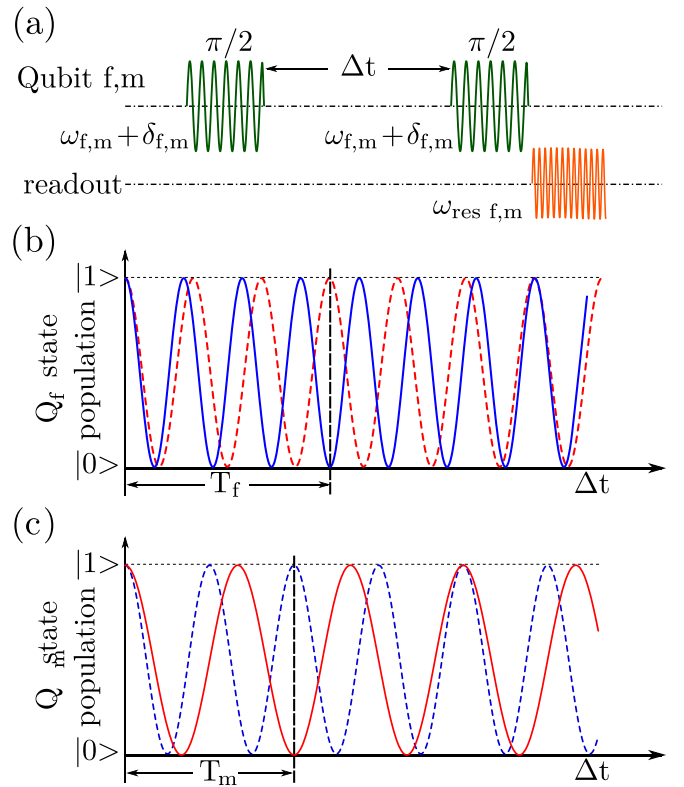 (a)
π/2 π/2
Qubit f,m Δt
ω_f,m + δ_f,m ω_f,m + δ_f,m
readout
ω_res f,m
(b)
|1>
Q_f state
population
|0>
T_f Δt
(c)
|1>
Q_m state
population
|0>
T_m Δt